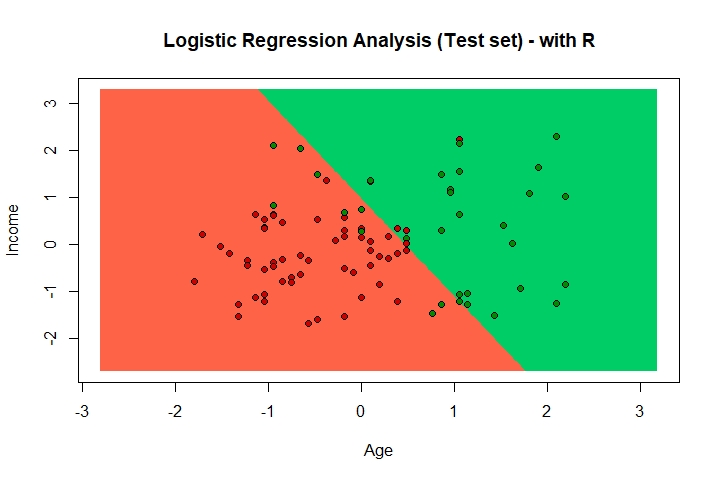 Logistic Regression Analysis (Test set) - with R
Income
3
2
1
0
-1
-2
-3 -2 -1 0 1 2 3
Age